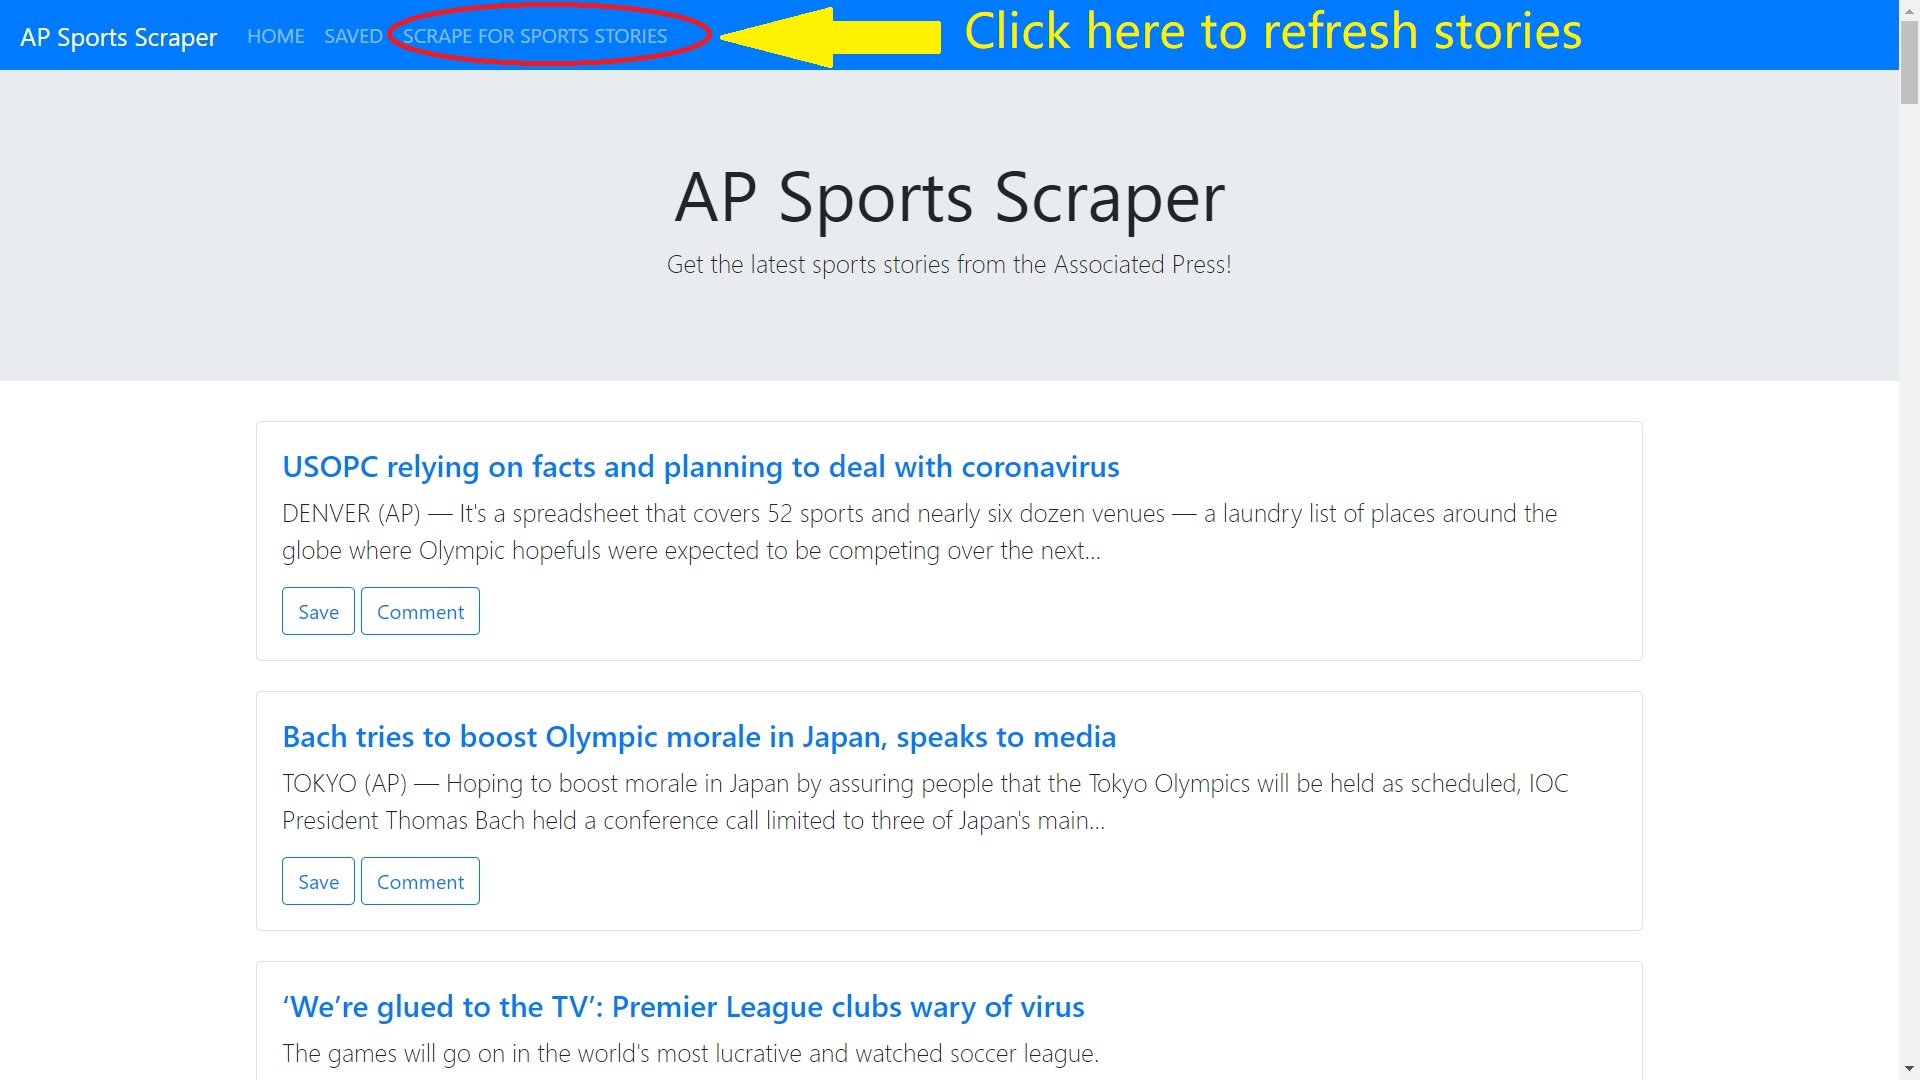 AP Sports Scraper HOME SAVED SCRAPE FOR SPORTS STORIES Click here to refresh stories
AP Sports Scraper
Get the latest sports stories from the Associated Press!
USOPC relying on facts and planning to deal with coronavirus
DENVER (AP) — It's a spreadsheet that covers 52 sports and nearly six dozen venues — a laundry list of places around the
globe where Olympic hopefuls were expected to be competing over the next...
Save Comment
Bach tries to boost Olympic morale in Japan, speaks to media
TOKYO (AP) — Hoping to boost morale in Japan by assuring people that the Tokyo Olympics will be held as scheduled, IOC
President Thomas Bach held a conference call limited to three of Japan's main...
Save Comment
‘We’re glued to the TV’: Premier League clubs wary of virus
The games will go on in the world's most lucrative and watched soccer league.